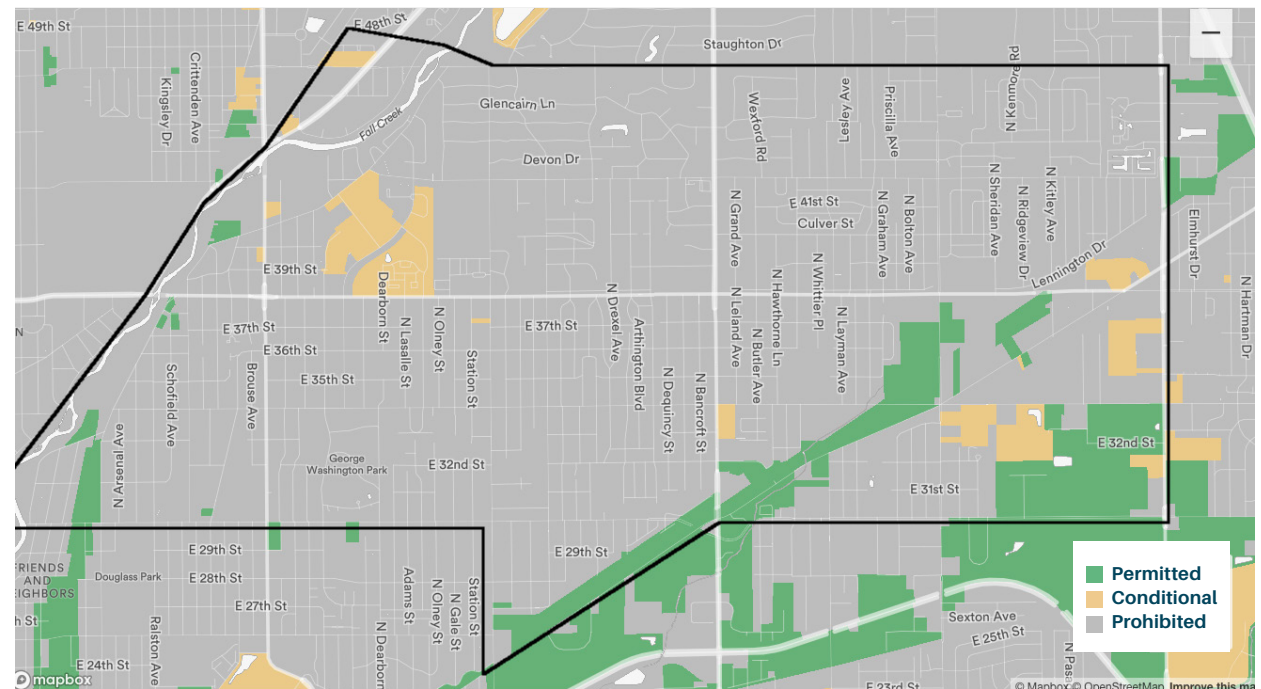 E 49th St
E 48th St
Staughton Dr
Crittenden Ave
Kingsley Dr
Glencairn Ln
Fall Creek
Devon Dr
Wexford Rd
Lesley Ave
Priscilla Ave
N Kenmore Rd
E 41st St
Culver St
N Grand Ave
N Graham Ave
N Bolton Ave
N Sheridan Ave
N Ridgeview Dr
N Kitley Ave
Elmhurst Dr
Lennington Dr
E 39th St
Dearborn St
N Hawthorne Ln
N Whittier Pl
N Hartman Dr
N
E 37th St
E 37th St
N Lasalle St
N Olney St
N Drexel Ave
Arthington Blvd
N Leland Ave
N Butler Ave
N Layman Ave
E 36th St
E 35th St
Station St
Schofield Ave
Brouse Ave
N Dequincy St
N Bancroft St
N Arsenal Ave
George
Washington Park
E 32nd St
E 32nd St
E 31st St
E 29th St
E 29th St
FRIENDS
AND
EIGHBORS
Douglass Park
E 28th St
h St
E 27th St
Ralston Ave
E 24th St
Adams St
N Olney St
N Gale St
Station St
N Dearborn
Sexton Ave
E 25th St
N Pasa
E 23rd St
Permitted
Conditional
Prohibited
mapbox
© Mapbox © OpenStreetMap Improve this ma